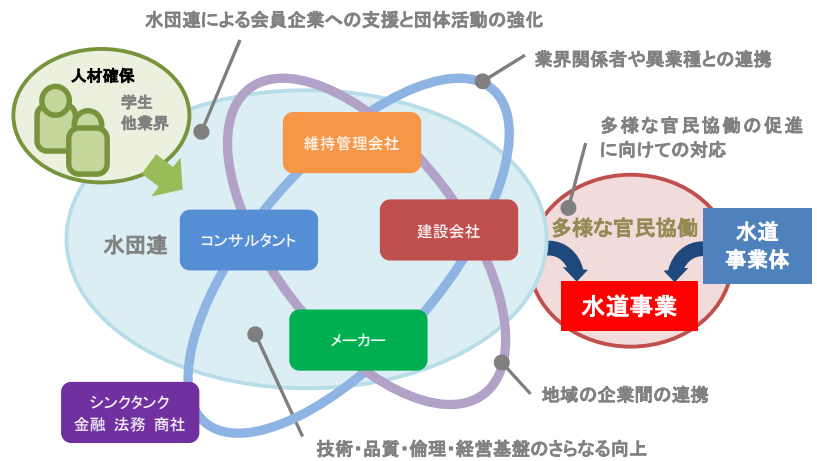 水団連による会員企業への支援と団体活動の強化
業界関係者や異業種との連携
人材確保
学生
他業界
多様な官民協働の促進
に向けての対応
維持管理会社
水団連
コンサルタント
建設会社
多様な官民協働
水道
事業体
水道事業
メーカー
シンクタンク
金融 法務 商社
地域の企業間の連携
技術・品質・倫理・経営基盤のさらなる向上